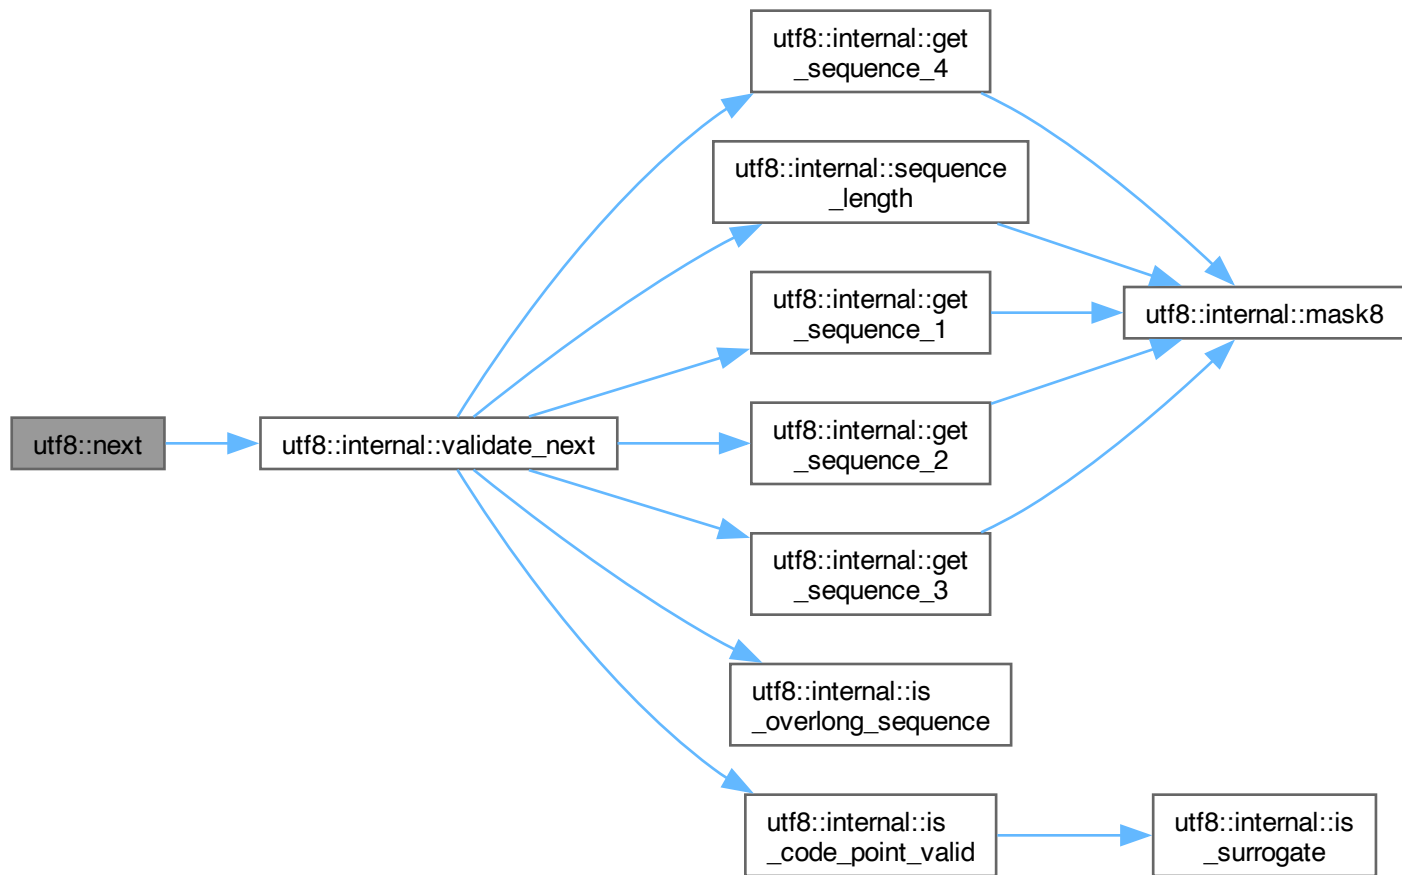 utf8::next
utf8::internal::validate_next
utf8::internal::get
_sequence_4
utf8::internal::sequence
_length
utf8::internal::get
_sequence_1
utf8::internal::get
_sequence_2
utf8::internal::get
_sequence_3
utf8::internal::is
_overlong_sequence
utf8::internal::is
_code_point_valid
utf8::internal::mask8
utf8::internal::is
_surrogate